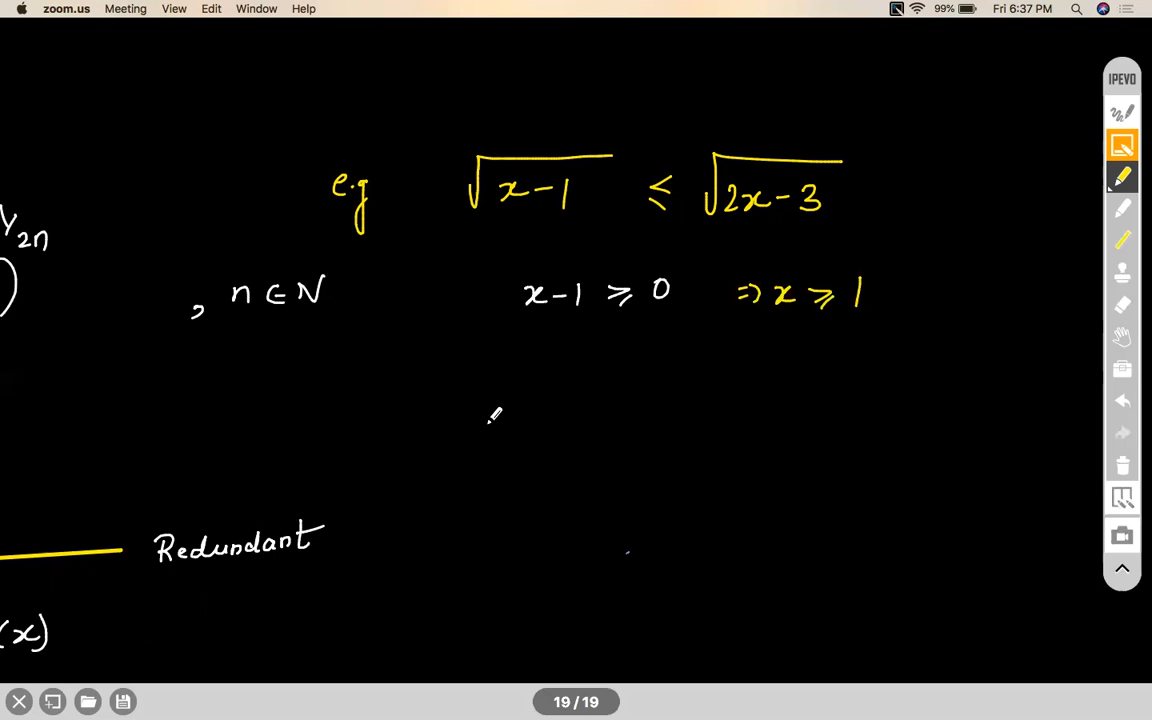 zoom.us Meeting View Edit Window Help 99% Fri 6:37 PM
IPEVO
e.g √(x-1) ≤ √(2x-3)
y_2n
) , n ∈ N x-1 ⩾ 0 ⇒ x ⩾ 1
Redundant
(x)
19 / 19